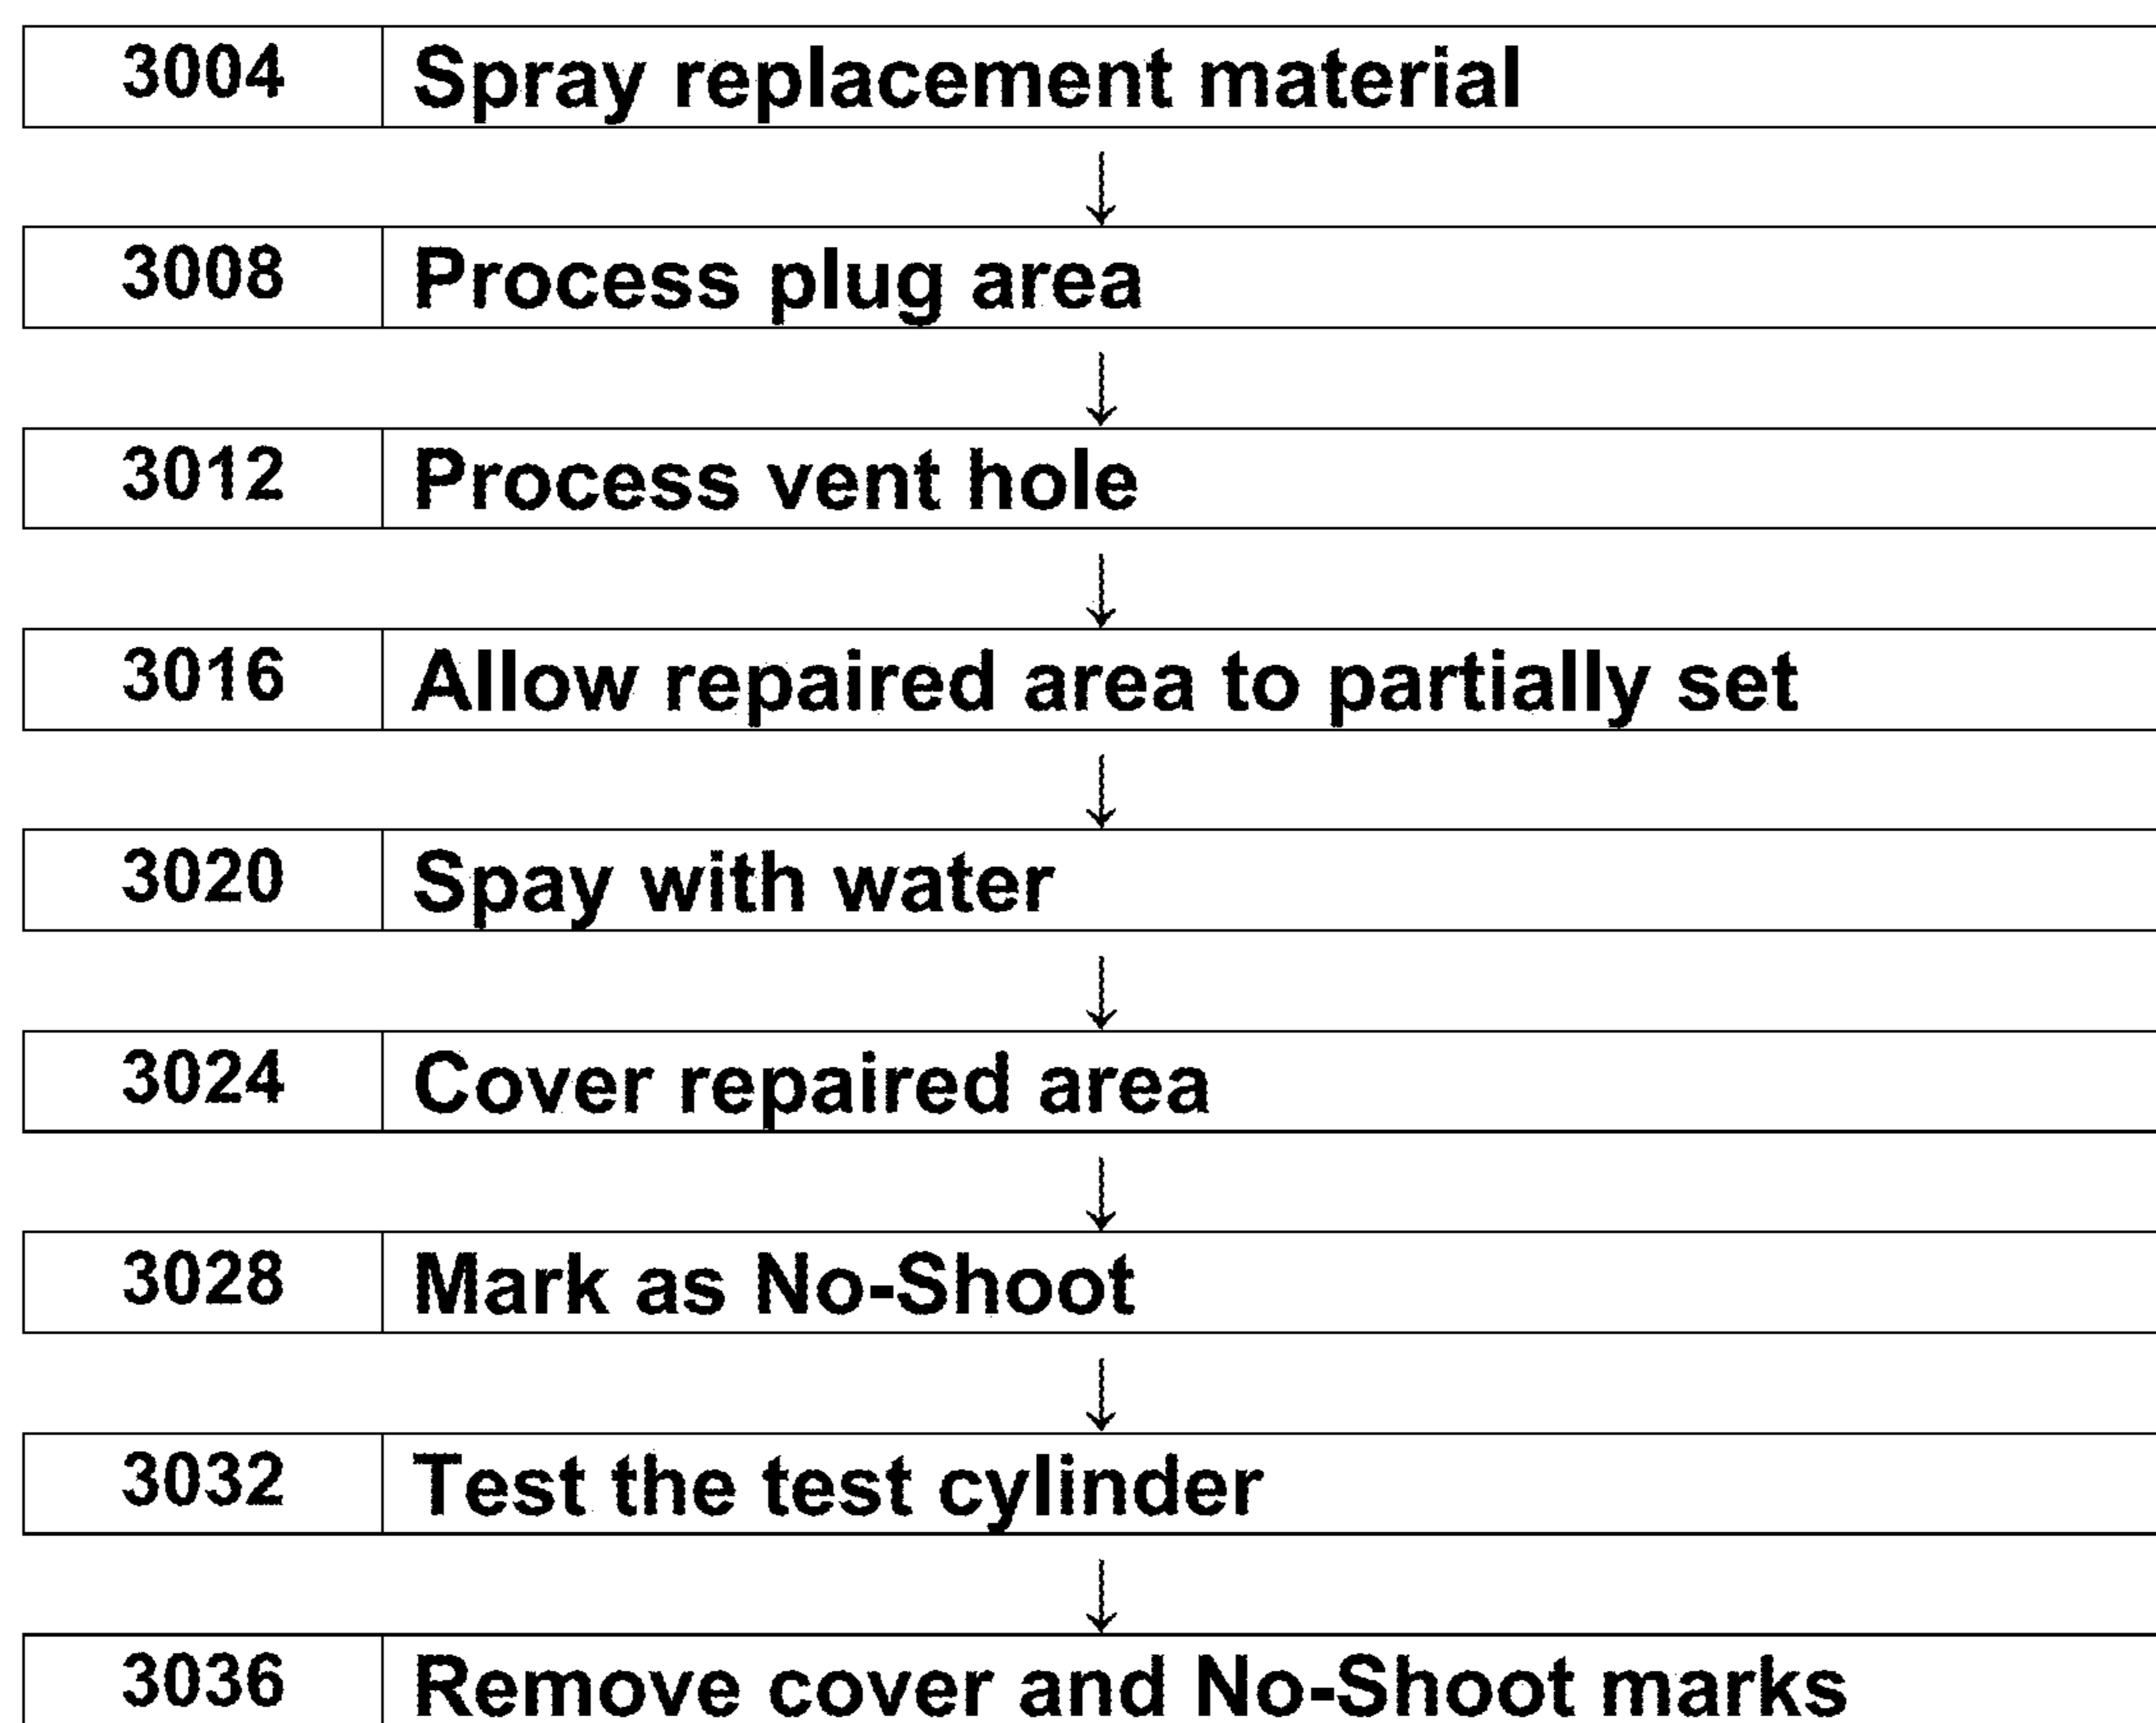 3004 Spray replacement material
3008 Process plug area
3012 Process vent hole
3016 Allow repaired area to partially set
3020 Spay with water
3024 Cover repaired area
3028 Mark as No-Shoot
3032 Test the test cylinder
3036 Remove cover and No-Shoot marks